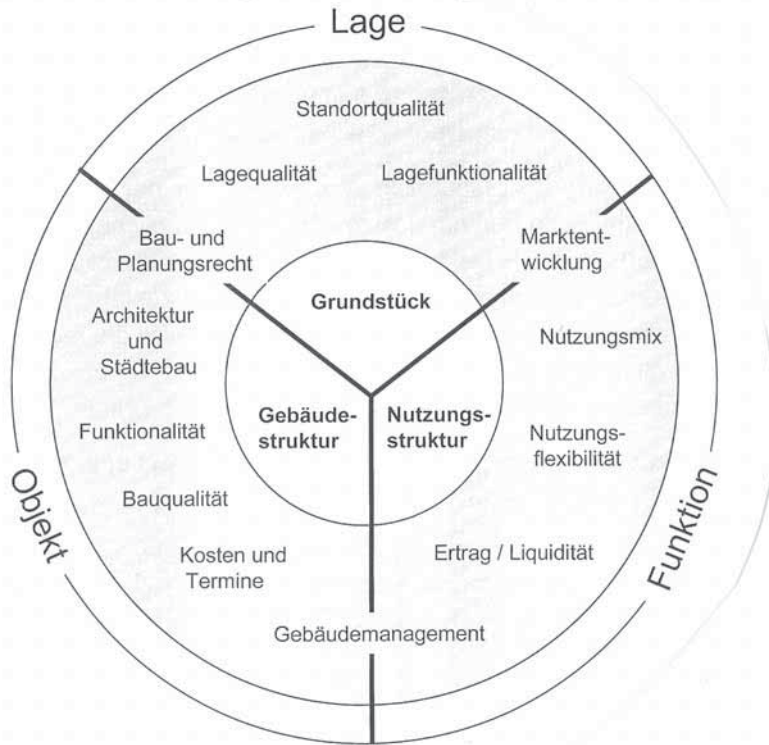 Lage
Standortqualität
Lagequalität
Lagefunktionalität
Bau- und
Planungsrecht
Marktent-
wicklung
Grundstück
Architektur
und
Städtebau
Nutzungsmix
Gebäude-
struktur
Nutzungs-
struktur
Funktionalität
Nutzungs-
flexibilität
Objekt
Bauqualität
Funktion
Kosten und
Termine
Ertrag / Liquidität
Gebäudemanagement